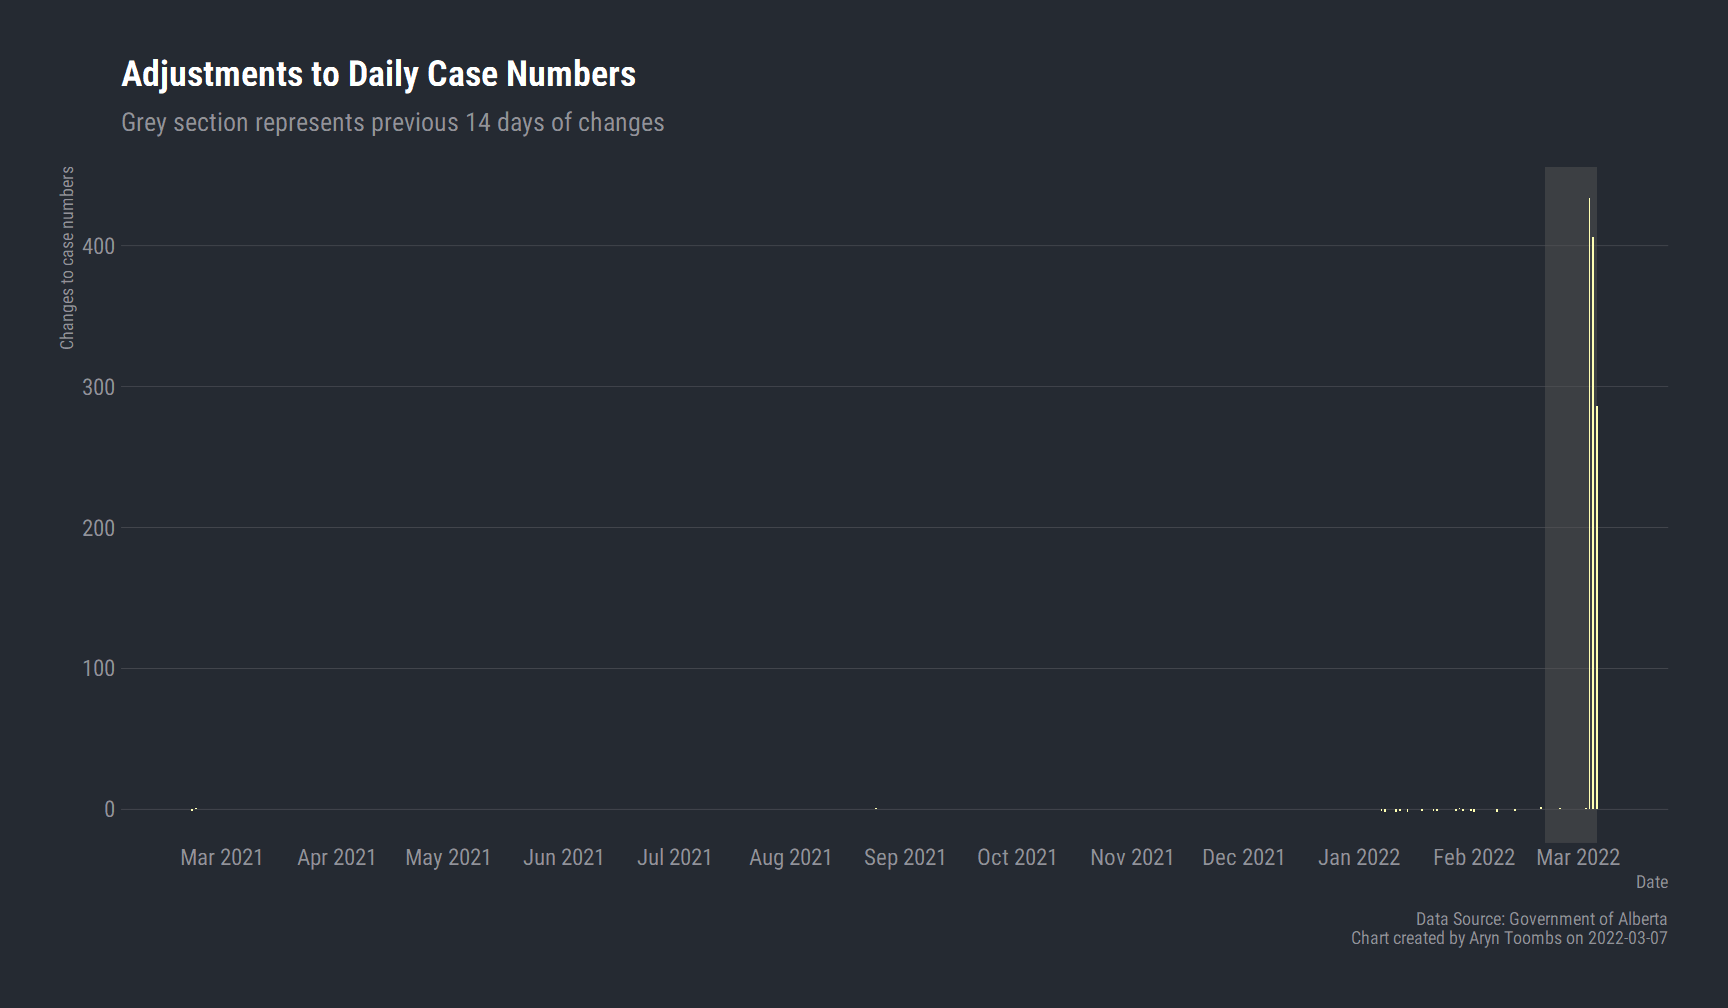 Adjustments to Daily Case Numbers
Grey section represents previous 14 days of changes
Changes to case numbers
400
300
200
100
0
Mar 2021 Apr 2021 May 2021 Jun 2021 Jul 2021 Aug 2021 Sep 2021 Oct 2021 Nov 2021 Dec 2021 Jan 2022 Feb 2022 Mar 2022
Date
Data Source: Government of Alberta
Chart created by Aryn Toombs on 2022-03-07